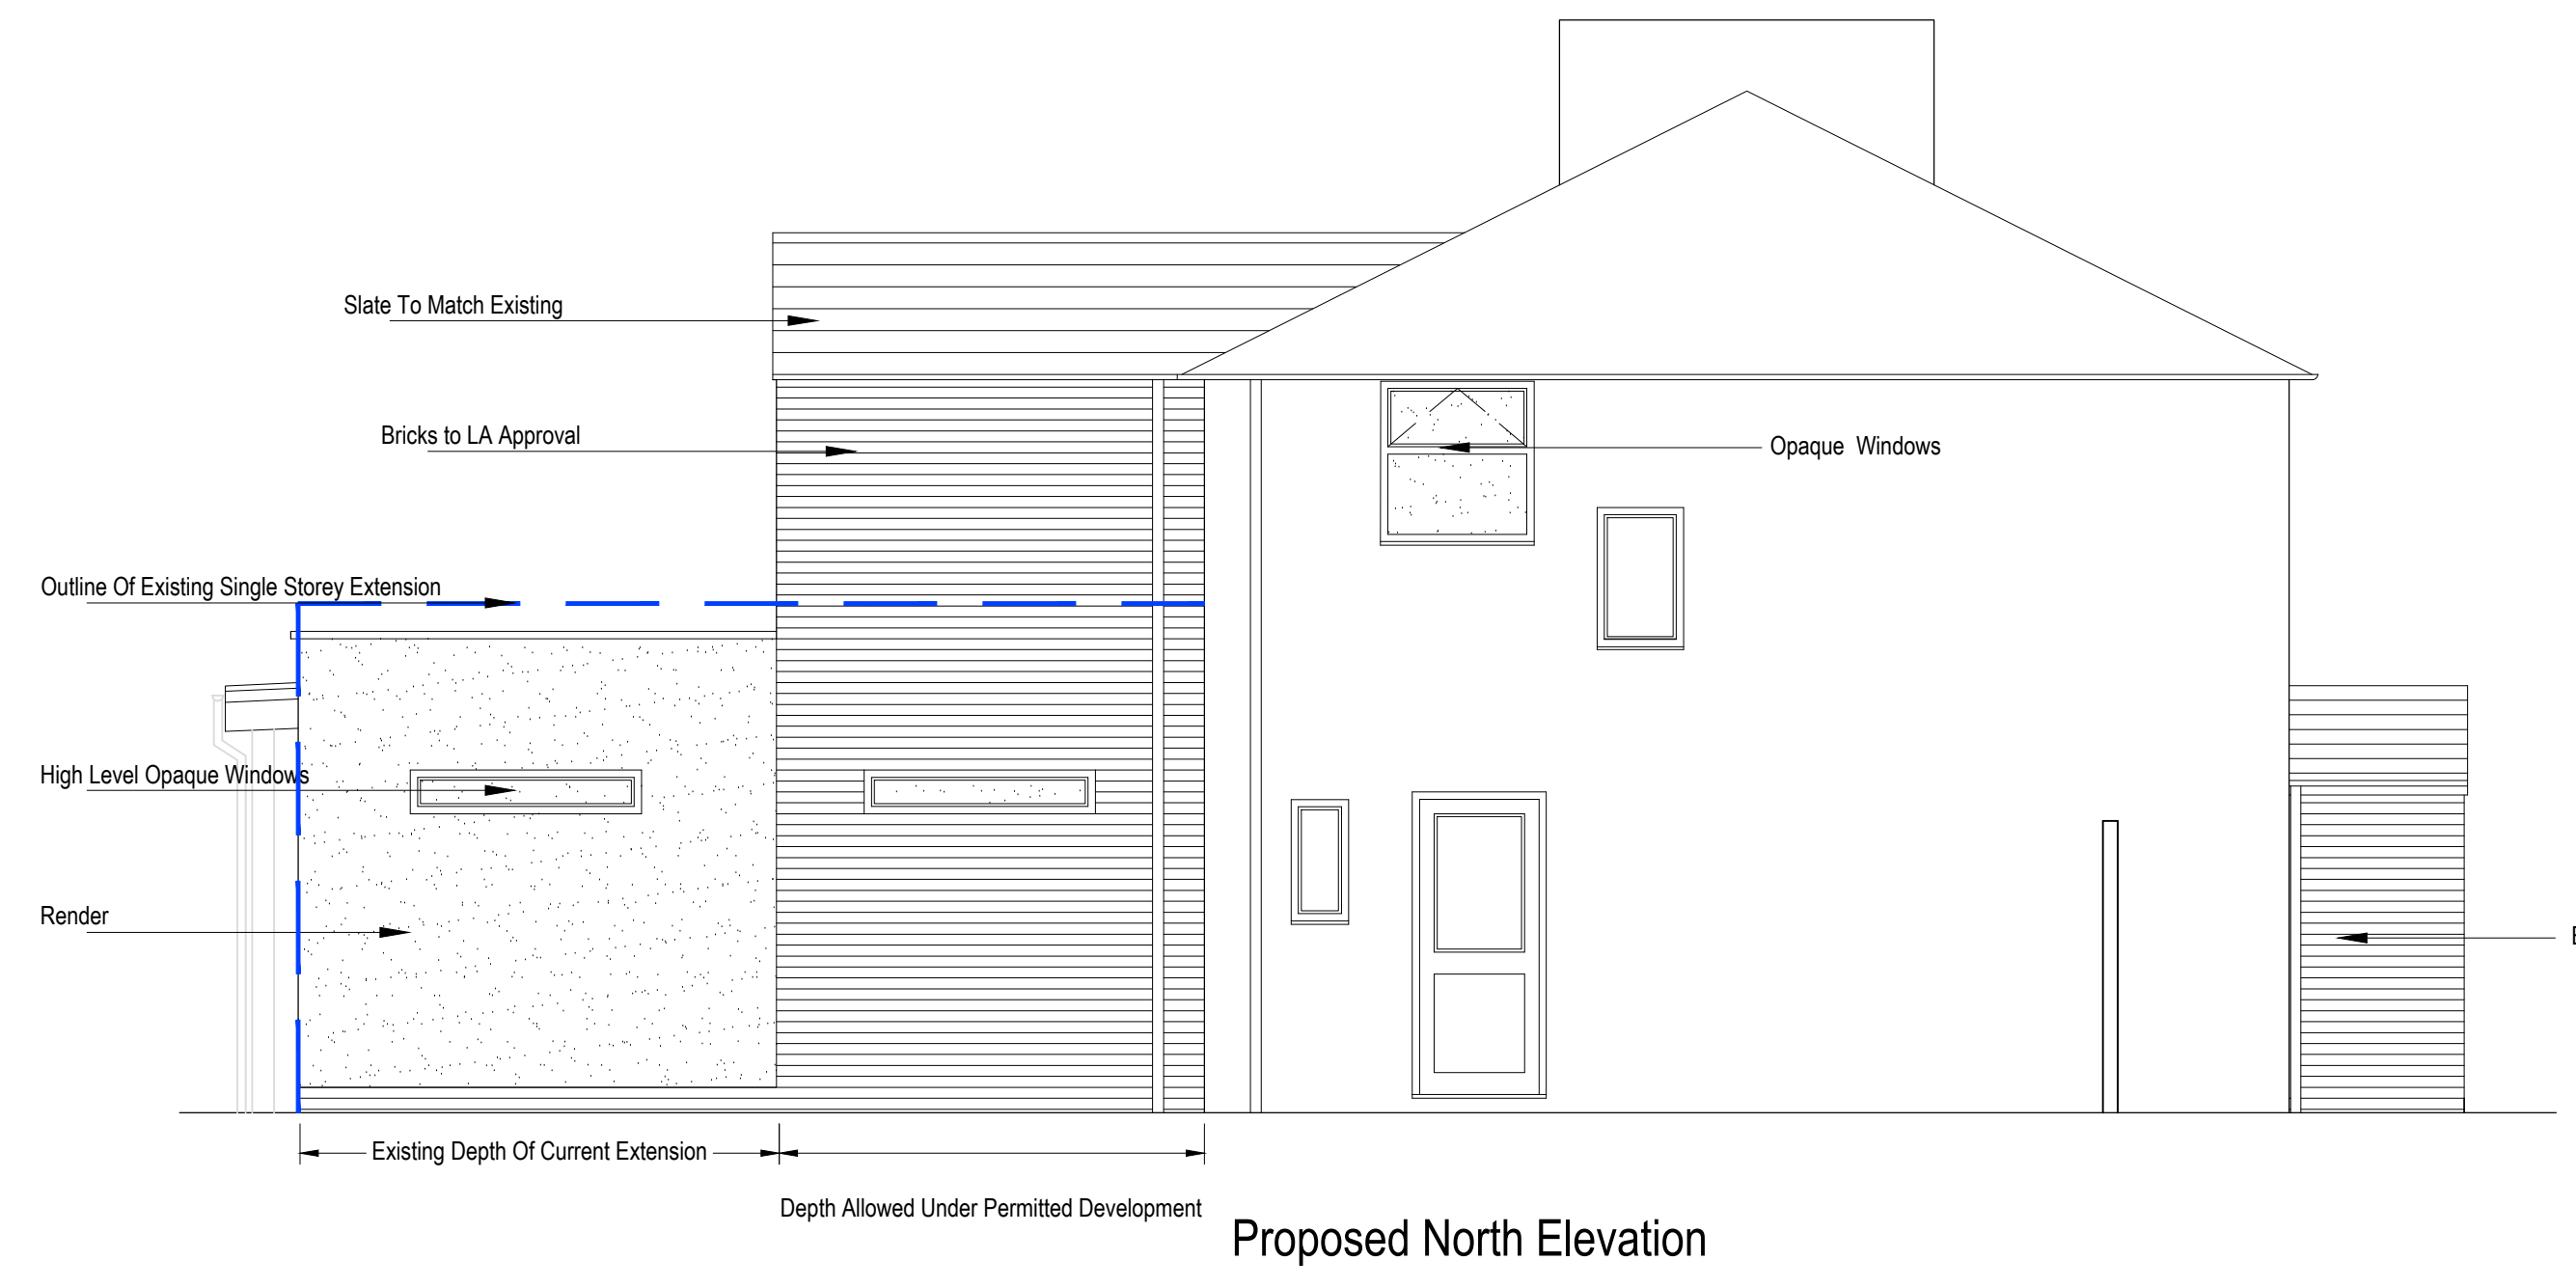 Slate To Match Existing
Bricks to LA Approval
Opaque Windows
Outline Of Existing Single Storey Extension
High Level Opaque Windows
Render
Existing Depth Of Current Extension
Depth Allowed Under Permitted Development
Proposed North Elevation